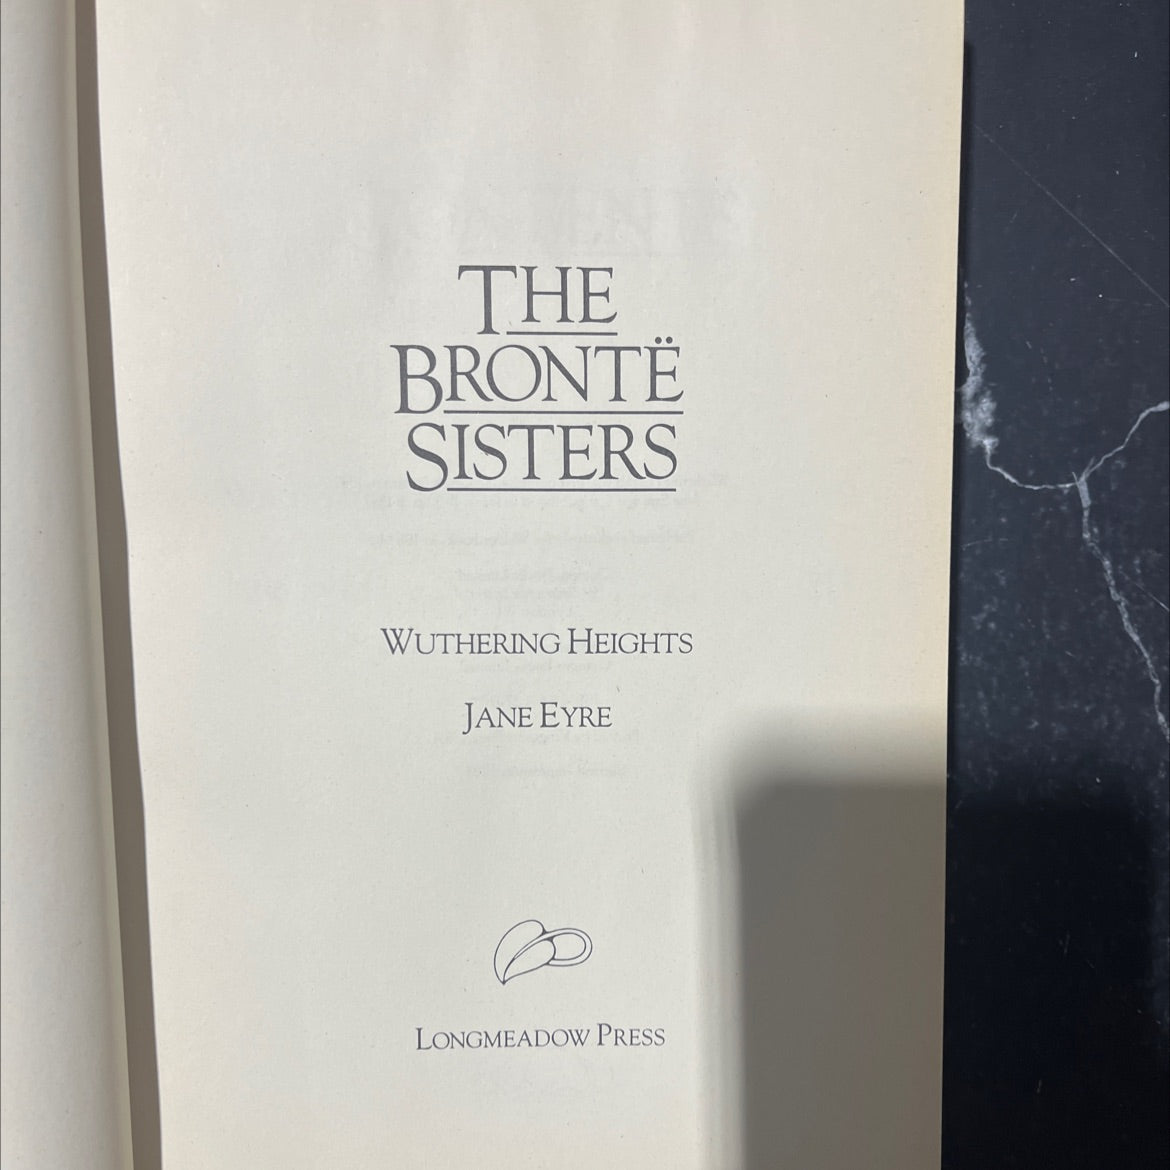 THE
BRONTË
SISTERS
WUTHERING HEIGHTS
JANE EYRE
LONGMEADOW PRESS